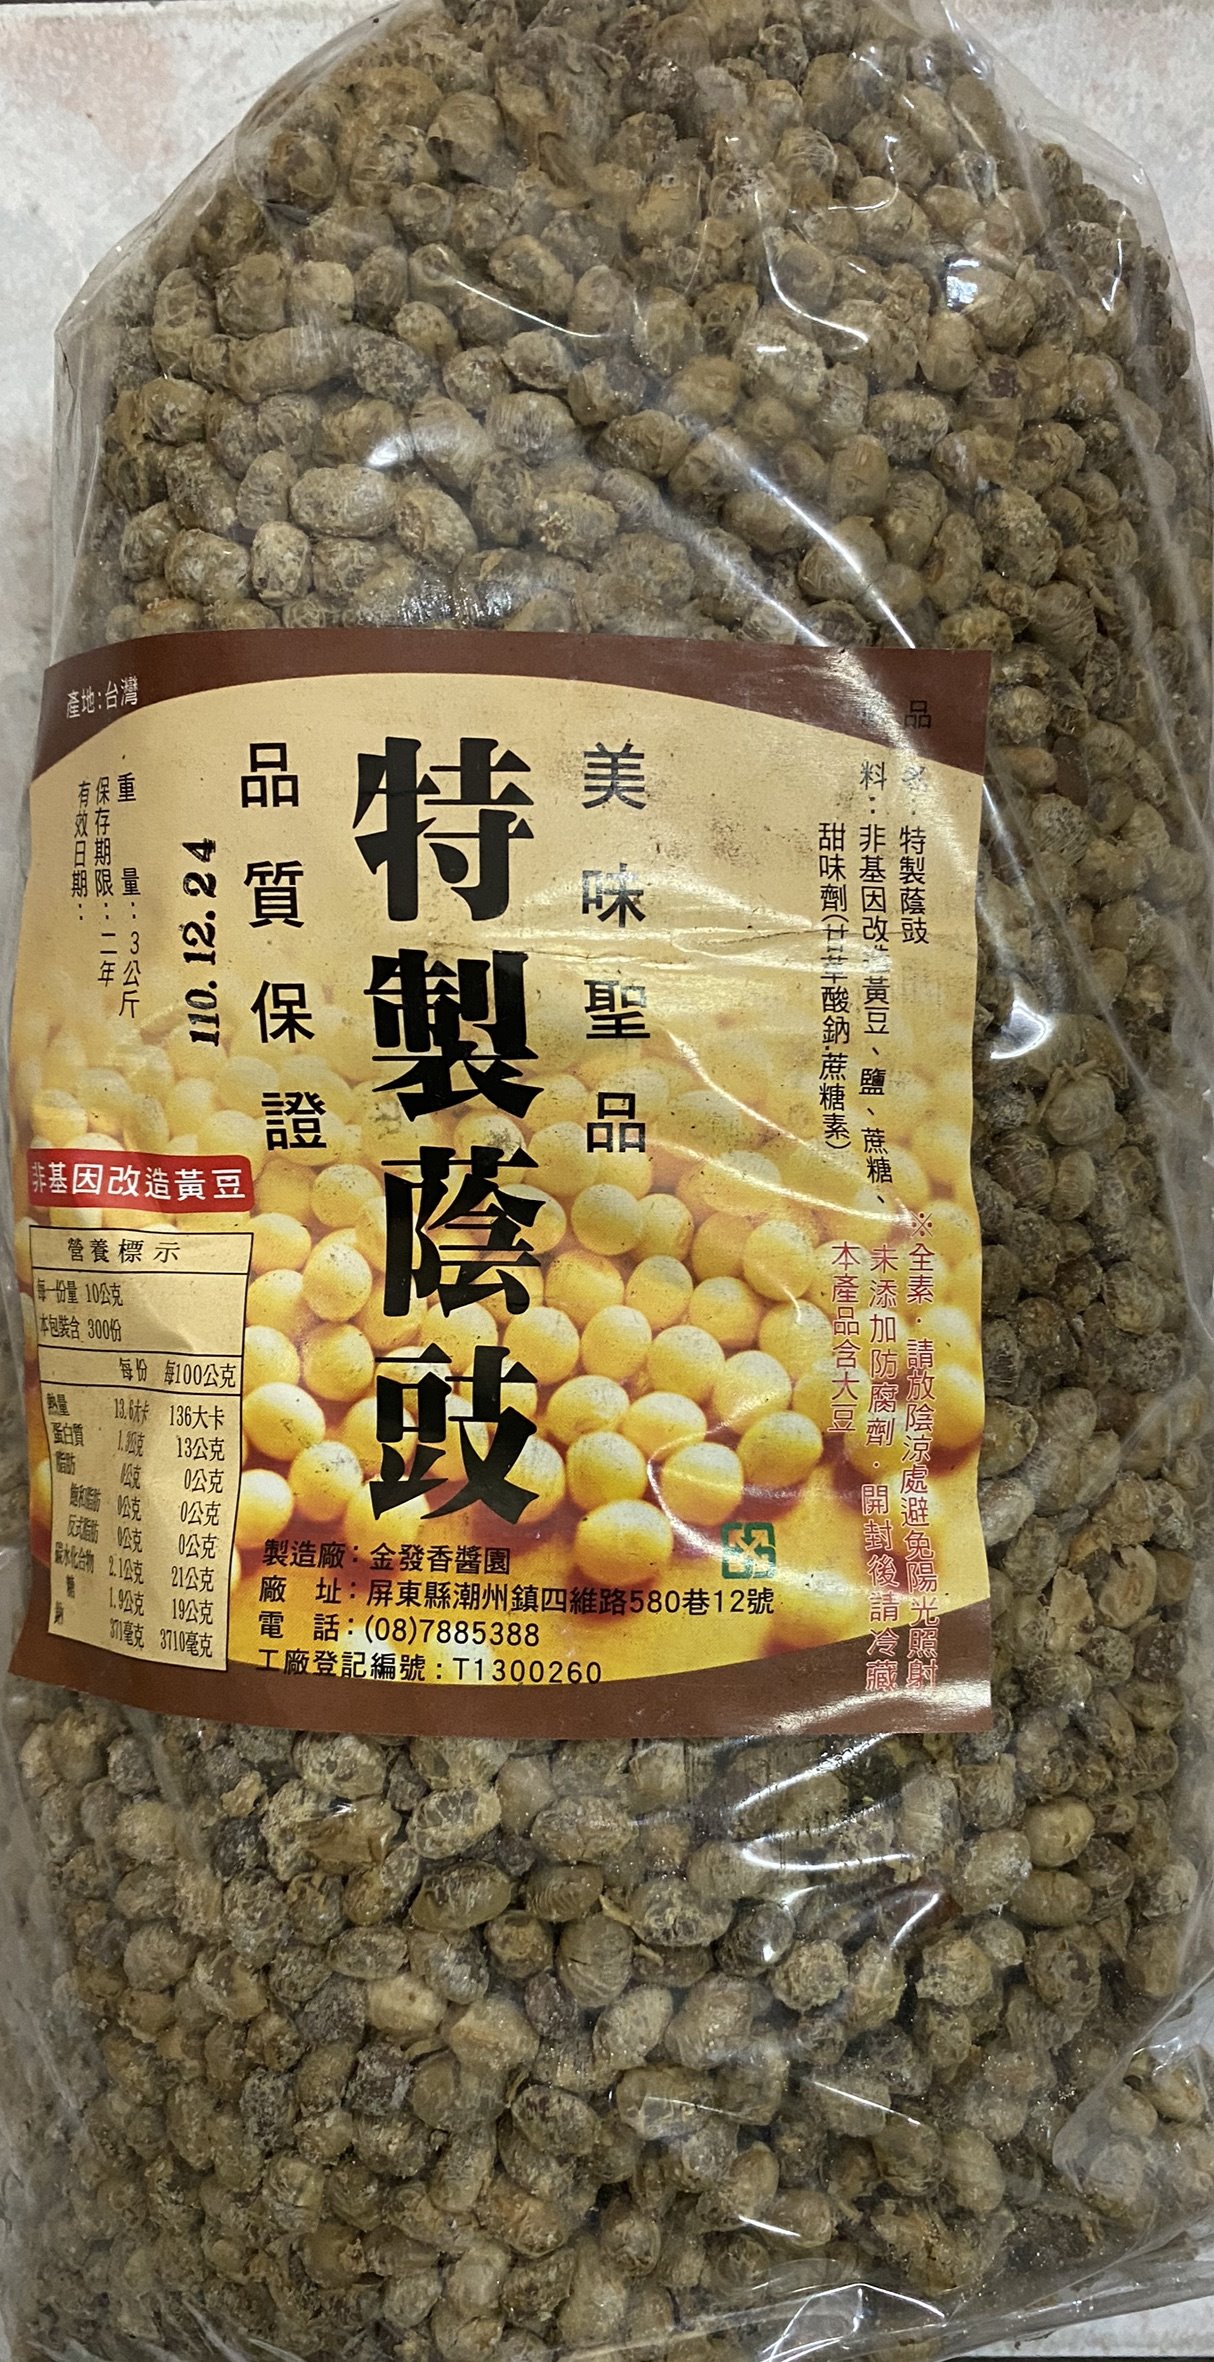 產地:台灣
品名:特製蔭豉
料:非基因改造黃豆、鹽、蔗糖、
甜味劑(甘草酸鈉.蔗糖素)
※全素.請放陰涼處避免陽光照射
未添加防腐劑.開封後請冷藏
本產品含大豆
美味聖品
特製蔭豉
品質保證
重量:3公斤
保存期限:二年
有效日期:
110.12.24
非基因改造黃豆
營養標示
每一份量 10公克
本包裝含 300份
每份 每100公克
熱量 13.6大卡 136大卡
蛋白質 1.3公克 13公克
脂肪 0公克 0公克
飽和脂肪 0公克 0公克
反式脂肪 0公克 0公克
碳水化合物 2.1公克 21公克
糖 1.9公克 19公克
鈉 371毫克 3710毫克
製造廠:金發香醬園
廠 址:屏東縣潮州鎮四維路580巷12號
電 話:(08)7885388
工廠登記編號:T1300260